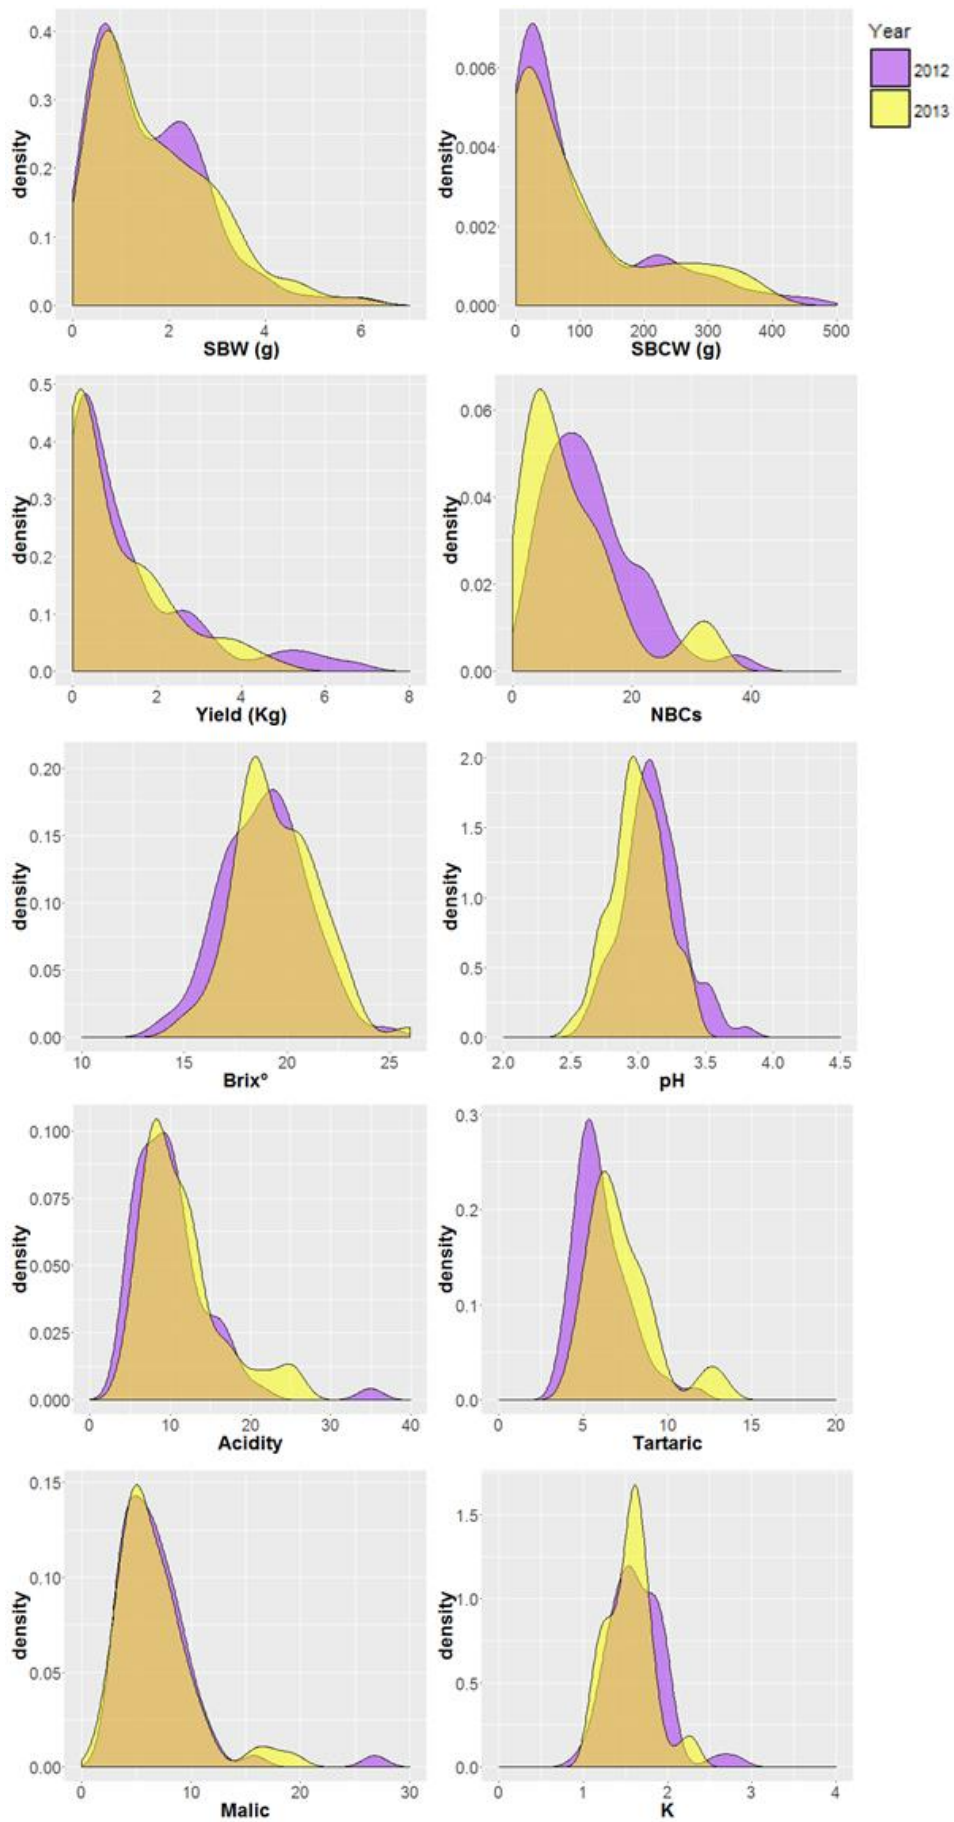 Year
2012
2013
density
0.4
0.3
0.2
0.1
0.0
0 2 4 6
SBW (g)
density
0.006
0.004
0.002
0.000
0 100 200 300 400 500
SBCW (g)
density
0.5
0.4
0.3
0.2
0.1
0.0
0 2 4 6 8
Yield (Kg)
density
0.06
0.04
0.02
0.00
0 20 40
NBCs
density
0.20
0.15
0.10
0.05
0.00
10 15 20 25
Brixº
density
2.0
1.5
1.0
0.5
0.0
2.0 2.5 3.0 3.5 4.0 4.5
pH
density
0.100
0.075
0.050
0.025
0.000
0 10 20 30 40
Acidity
density
0.3
0.2
0.1
0.0
0 5 10 15 20
Tartaric
density
0.15
0.10
0.05
0.00
0 10 20 30
Malic
density
1.5
1.0
0.5
0.0
0 1 2 3 4
K